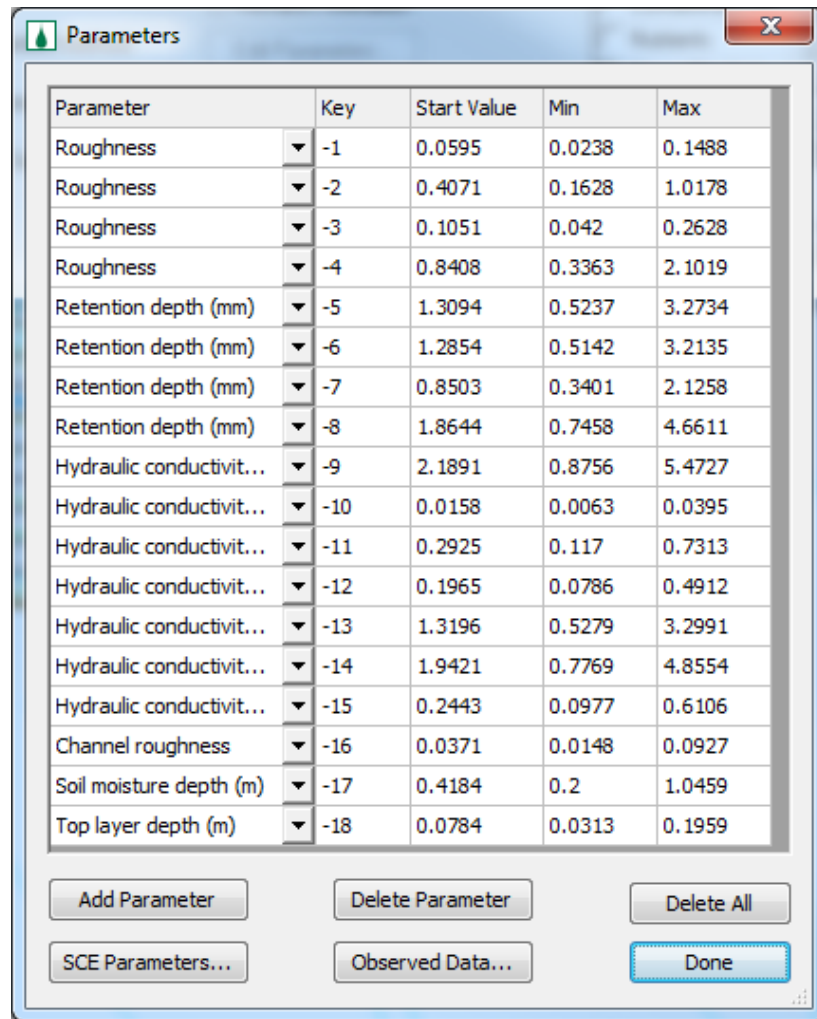 Parameters
Parameter Key Start Value Min Max
Roughness -1 0.0595 0.0238 0.1488
Roughness -2 0.4071 0.1628 1.0178
Roughness -3 0.1051 0.042 0.2628
Roughness -4 0.8408 0.3363 2.1019
Retention depth (mm) -5 1.3094 0.5237 3.2734
Retention depth (mm) -6 1.2854 0.5142 3.2135
Retention depth (mm) -7 0.8503 0.3401 2.1258
Retention depth (mm) -8 1.8644 0.7458 4.6611
Hydraulic conductivit... -9 2.1891 0.8756 5.4727
Hydraulic conductivit... -10 0.0158 0.0063 0.0395
Hydraulic conductivit... -11 0.2925 0.117 0.7313
Hydraulic conductivit... -12 0.1965 0.0786 0.4912
Hydraulic conductivit... -13 1.3196 0.5279 3.2991
Hydraulic conductivit... -14 1.9421 0.7769 4.8554
Hydraulic conductivit... -15 0.2443 0.0977 0.6106
Channel roughness -16 0.0371 0.0148 0.0927
Soil moisture depth (m) -17 0.4184 0.2 1.0459
Top layer depth (m) -18 0.0784 0.0313 0.1959
Add Parameter Delete Parameter Delete All
SCE Parameters... Observed Data... Done